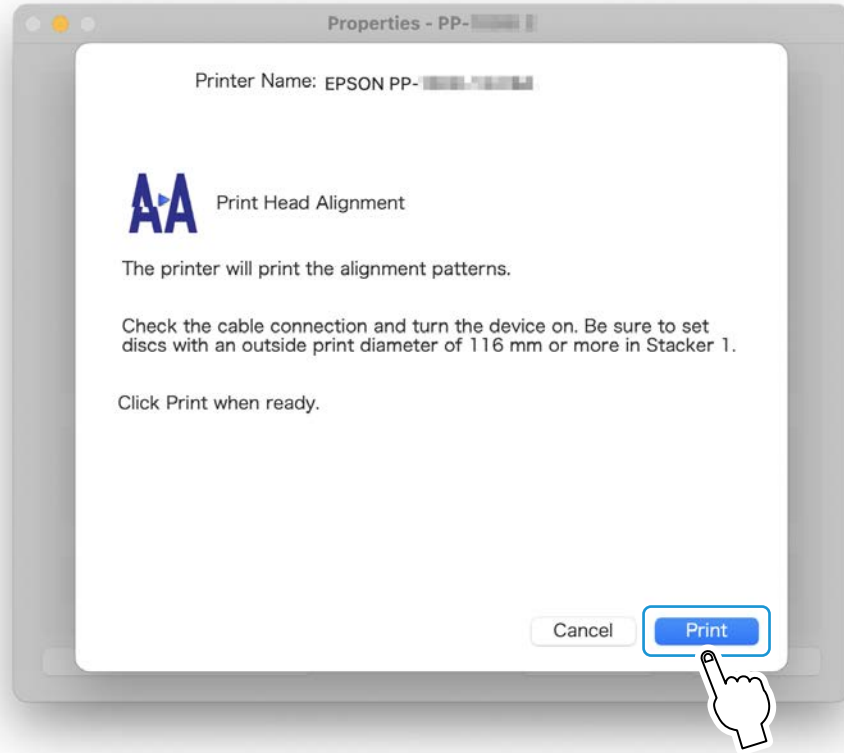 Properties - PP-
Printer Name: EPSON PP-
Print Head Alignment
The printer will print the alignment patterns.
Check the cable connection and turn the device on. Be sure to set
discs with an outside print diameter of 116 mm or more in Stacker 1.
Click Print when ready.
Cancel Print